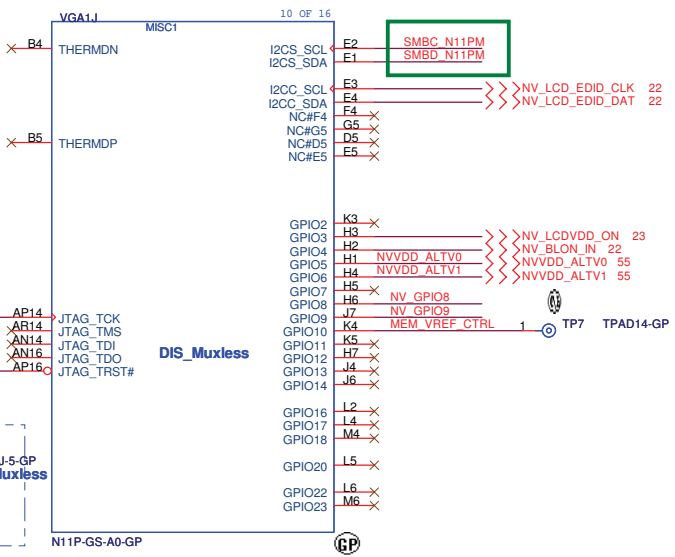 VGA1J
10 OF 16
MISC1
B4 THERMDN
I2CS_SCL E2 SMBC_N11PM
I2CS_SDA E1 SMBD_N11PM
I2CC_SCL E3 NV_LCD_EDID_CLK 22
I2CC_SDA E4 NV_LCD_EDID_DAT 22
NC#F4 F4
NC#G5 G5
B5 THERMDP
NC#D5 D5
NC#E5 E5
GPIO2 K3
GPIO3 H3 NV_LCDVDD_ON 23
GPIO4 H2 NV_BLON_IN 22
GPIO5 H1 NVVDD_ALTV0 NVVDD_ALTV0 55
GPIO6 H4 NVVDD_ALTV1 NVVDD_ALTV1 55
GPIO7 H5
GPIO8 H6 NV_GPIO8
GPIO9 J7 NV_GPIO9
GPIO10 K4 MEM_VREF_CTRL 1 TP7 TPAD14-GP
AP14 JTAG_TCK
AR14 JTAG_TMS
AN14 JTAG_TDI
AN16 JTAG_TDO
AP16 JTAG_TRST#
DIS_Muxless
GPIO11 K5
GPIO12 H7
GPIO13 J4
GPIO14 J6
GPIO16 L2
GPIO17 L4
GPIO18 M4
GPIO20 L5
GPIO22 L6
GPIO23 M6
J-5-GP
uxless
N11P-GS-A0-GP
GP